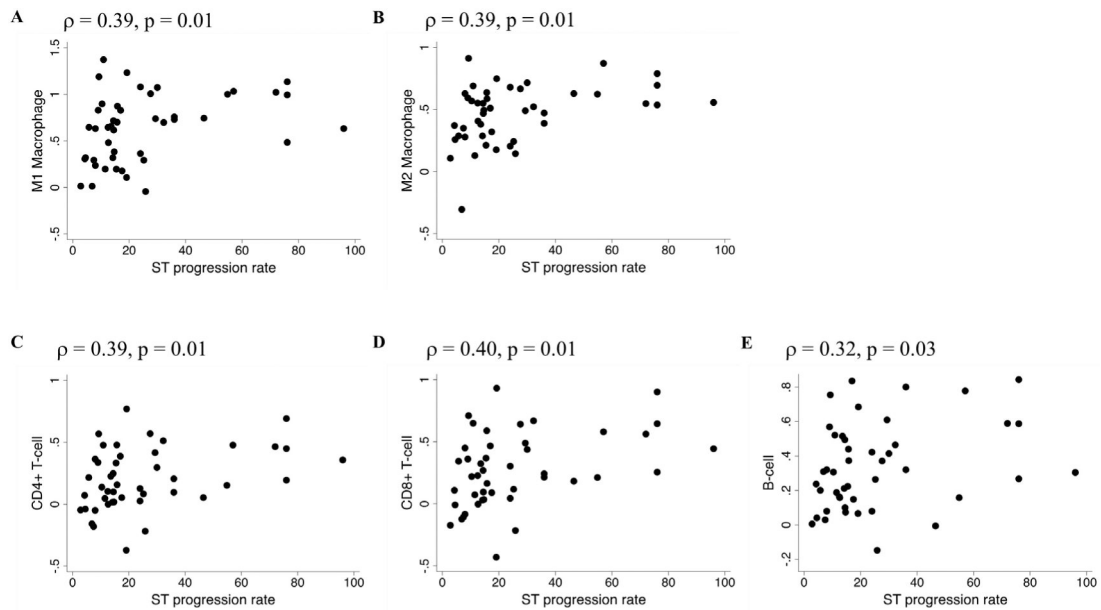 A
ρ = 0.39, p = 0.01
M1 Macrophage
1.5
1
.5
0
-.5
0 20 40 60 80 100
ST progression rate
B
ρ = 0.39, p = 0.01
M2 Macrophage
1
.5
0
-.5
0 20 40 60 80 100
ST progression rate
C
ρ = 0.39, p = 0.01
CD4+ T-cell
1
.5
0
-.5
0 20 40 60 80 100
ST progression rate
D
ρ = 0.40, p = 0.01
CD8+ T-cell
1
.5
0
-.5
0 20 40 60 80 100
ST progression rate
E
ρ = 0.32, p = 0.03
B-cell
.8
.6
.4
.2
0
-.2
0 20 40 60 80 100
ST progression rate